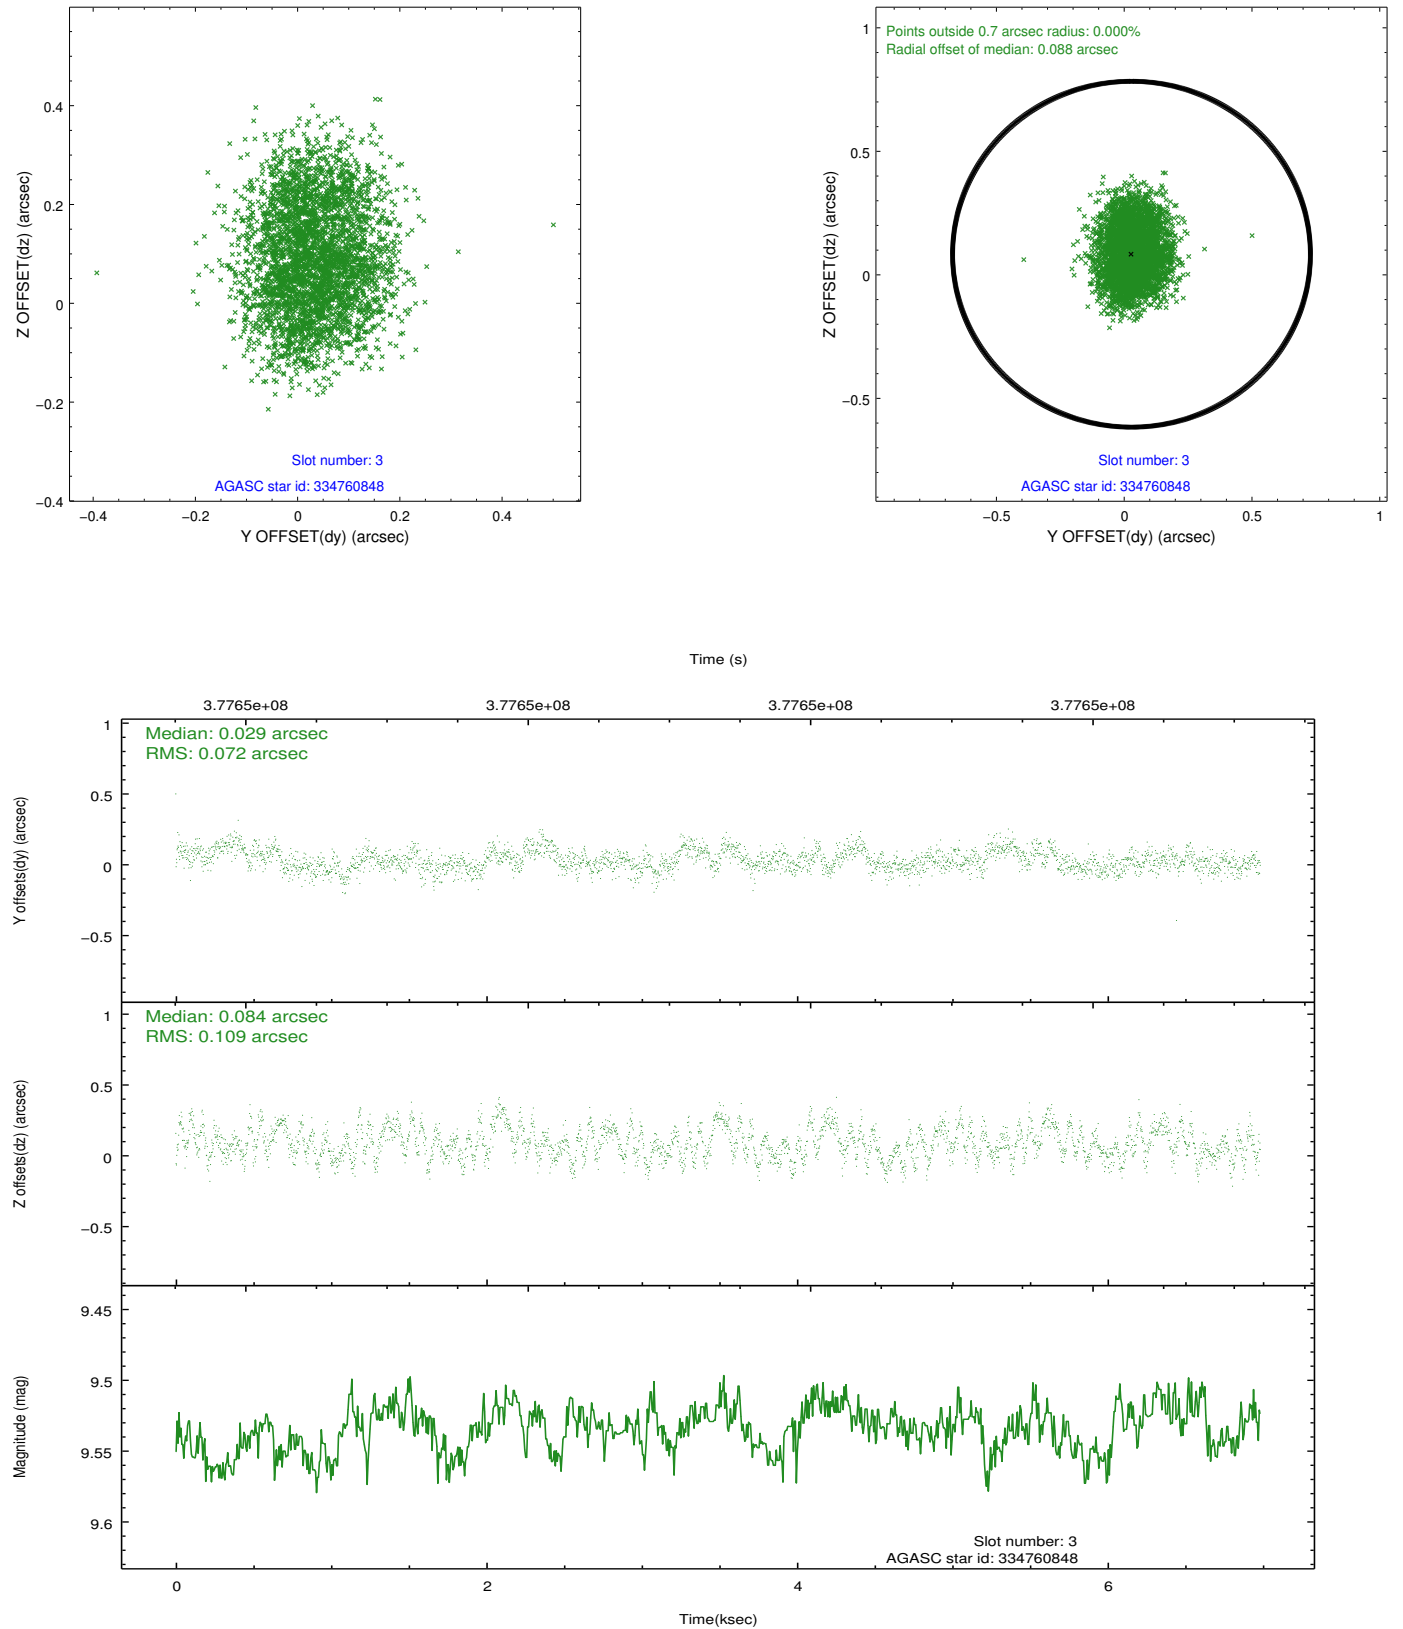 0.4
0.2
0
−0.2
−0.4
Z OFFSET(dz) (arcsec)
Slot number: 3
AGASC star id: 334760848
−0.4
−0.2
0
0.2
0.4
Y OFFSET(dy) (arcsec)
Points outside 0.7 arcsec radius: 0.000%
Radial offset of median: 0.088 arcsec
1
0.5
0
−0.5
Z OFFSET(dz) (arcsec)
Slot number: 3
AGASC star id: 334760848
−0.5
0
0.5
1
Y OFFSET(dy) (arcsec)
Time (s)
3.7765e+08
3.7765e+08
3.7765e+08
3.7765e+08
Median: 0.029 arcsec
RMS: 0.072 arcsec
1
0.5
0
−0.5
Y offsets(dy) (arcsec)
Median: 0.084 arcsec
RMS: 0.109 arcsec
1
0.5
0
−0.5
Z offsets(dz) (arcsec)
9.45
9.5
9.55
9.6
Magnitude (mag)
Slot number: 3
AGASC star id: 334760848
0
2
4
6
Time(ksec)